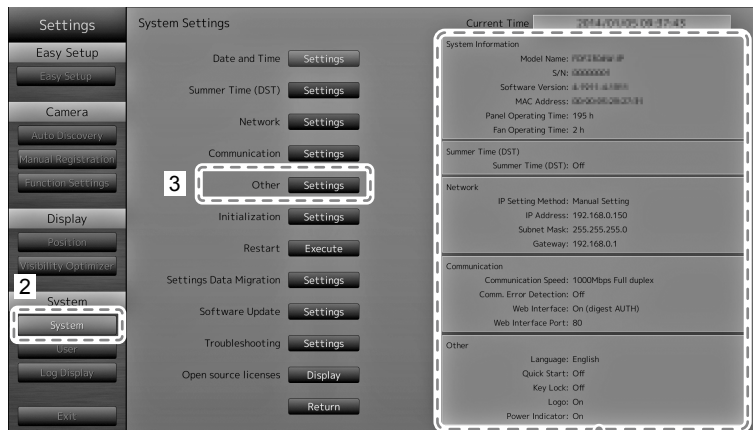 Settings
Easy Setup
Easy Setup
Camera
Auto Discovery
Manual Registration
Function Settings
Display
Position
Visibility Optimizer
2
System
System
User
Log Display
Exit
System Settings
Date and Time Settings
Summer Time (DST) Settings
Network Settings
Communication Settings
3 Other Settings
Initialization Settings
Restart Execute
Settings Data Migration Settings
Software Update Settings
Troubleshooting Settings
Open source licenses Display
Return
Current Time
System Information
Model Name:
S/N: 00000001
Software Version:
MAC Address:
Panel Operating Time: 195 h
Fan Operating Time: 2 h
Summer Time (DST)
Summer Time (DST): Off
Network
IP Setting Method: Manual Setting
IP Address: 192.168.0.150
Subnet Mask: 255.255.255.0
Gateway: 192.168.0.1
Communication
Communication Speed: 1000Mbps Full duplex
Comm. Error Detection: Off
Web Interface: On (digest AUTH)
Web Interface Port: 80
Other
Language: English
Quick Start: Off
Key Lock: Off
Logo: On
Power Indicator: On